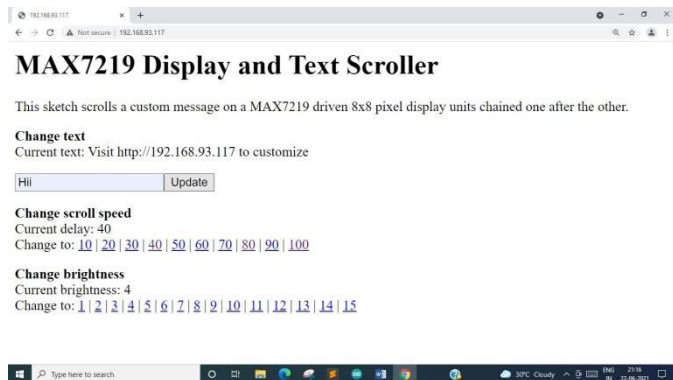 192.168.93.117
Not secure | 192.168.93.117
MAX7219 Display and Text Scroller
This sketch scrolls a custom message on a MAX7219 driven 8x8 pixel display units chained one after the other.
Change text
Current text: Visit http://192.168.93.117 to customize
Hii Update
Change scroll speed
Current delay: 40
Change to: 10 | 20 | 30 | 40 | 50 | 60 | 70 | 80 | 90 | 100
Change brightness
Current brightness: 4
Change to: 1 | 2 | 3 | 4 | 5 | 6 | 7 | 8 | 9 | 10 | 11 | 12 | 13 | 14 | 15
Type here to search 30°C Cloudy ENG 21:16
IN 22-06-2021